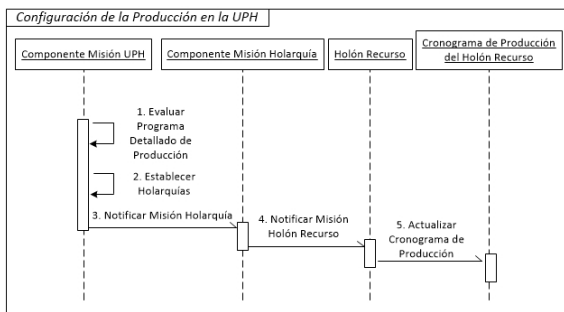 Configuración de la Producción en la UPH
Componente Misión UPH
Componente Misión Holarquía
Holón Recurso
Cronograma de Producción
del Holón Recurso
1. Evaluar
Programa
Detallado de
Producción
2. Establecer
Holarquías
3. Notificar Misión Holarquía
4. Notificar Misión
Holón Recurso
5. Actualizar
Cronograma de
Producción